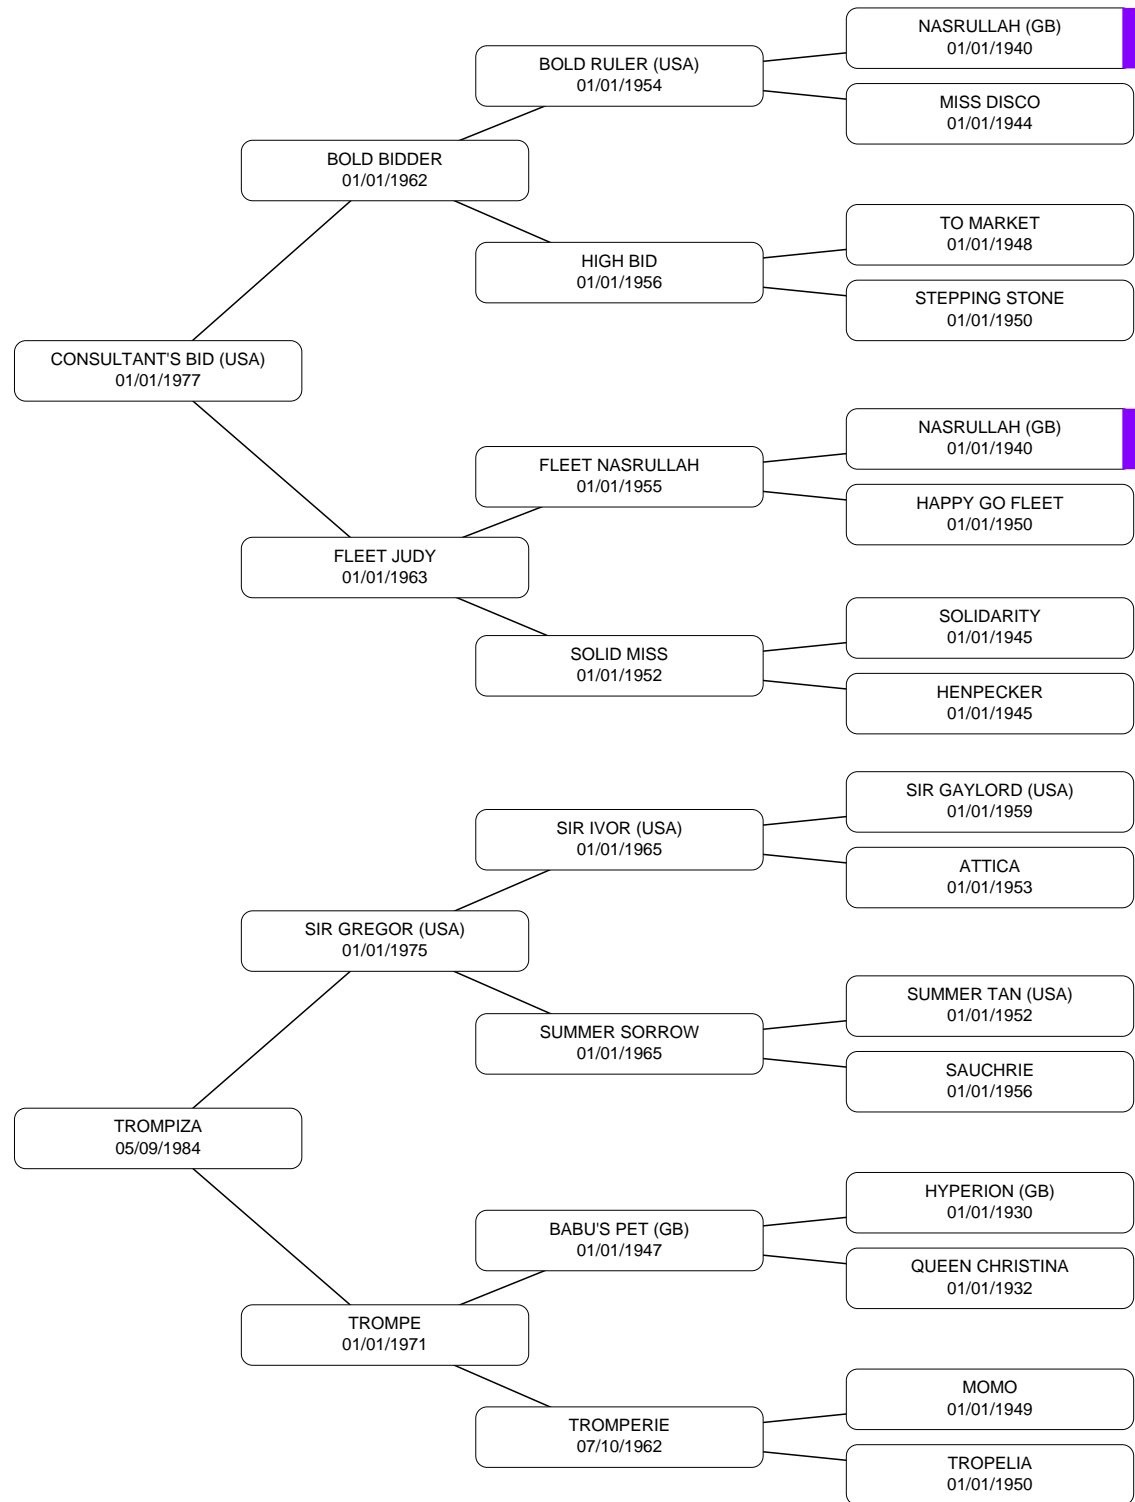 NASRULLAH (GB)
01/01/1940
BOLD RULER (USA)
01/01/1954
MISS DISCO
01/01/1944
BOLD BIDDER
01/01/1962
TO MARKET
01/01/1948
HIGH BID
01/01/1956
STEPPING STONE
01/01/1950
CONSULTANT'S BID (USA)
01/01/1977
NASRULLAH (GB)
01/01/1940
FLEET NASRULLAH
01/01/1955
HAPPY GO FLEET
01/01/1950
FLEET JUDY
01/01/1963
SOLIDARITY
01/01/1945
SOLID MISS
01/01/1952
HENPECKER
01/01/1945
SIR GAYLORD (USA)
01/01/1959
SIR IVOR (USA)
01/01/1965
ATTICA
01/01/1953
SIR GREGOR (USA)
01/01/1975
SUMMER TAN (USA)
01/01/1952
SUMMER SORROW
01/01/1965
SAUCHRIE
01/01/1956
TROMPIZA
05/09/1984
HYPERION (GB)
01/01/1930
BABU'S PET (GB)
01/01/1947
QUEEN CHRISTINA
01/01/1932
TROMPE
01/01/1971
MOMO
01/01/1949
TROMPERIE
07/10/1962
TROPELIA
01/01/1950